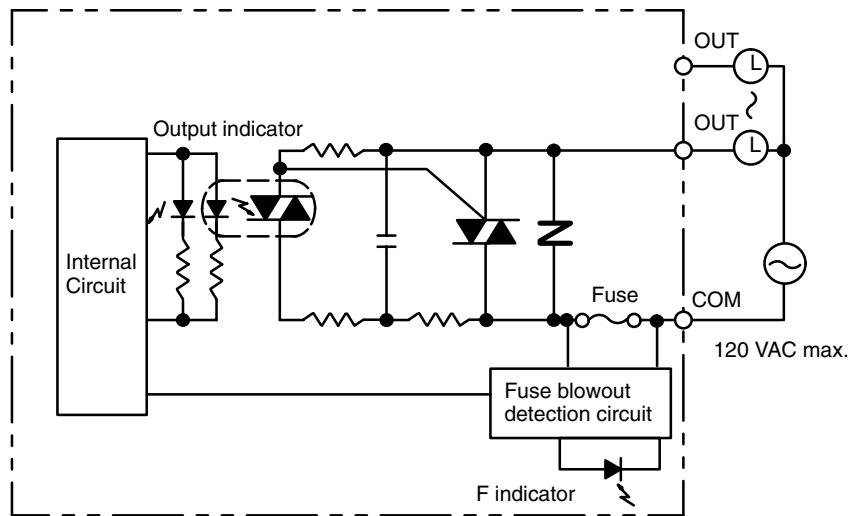 OUT
L
OUT
L
Output indicator
Internal
Circuit
Fuse
COM
120 VAC max.
Fuse blowout
detection circuit
F indicator